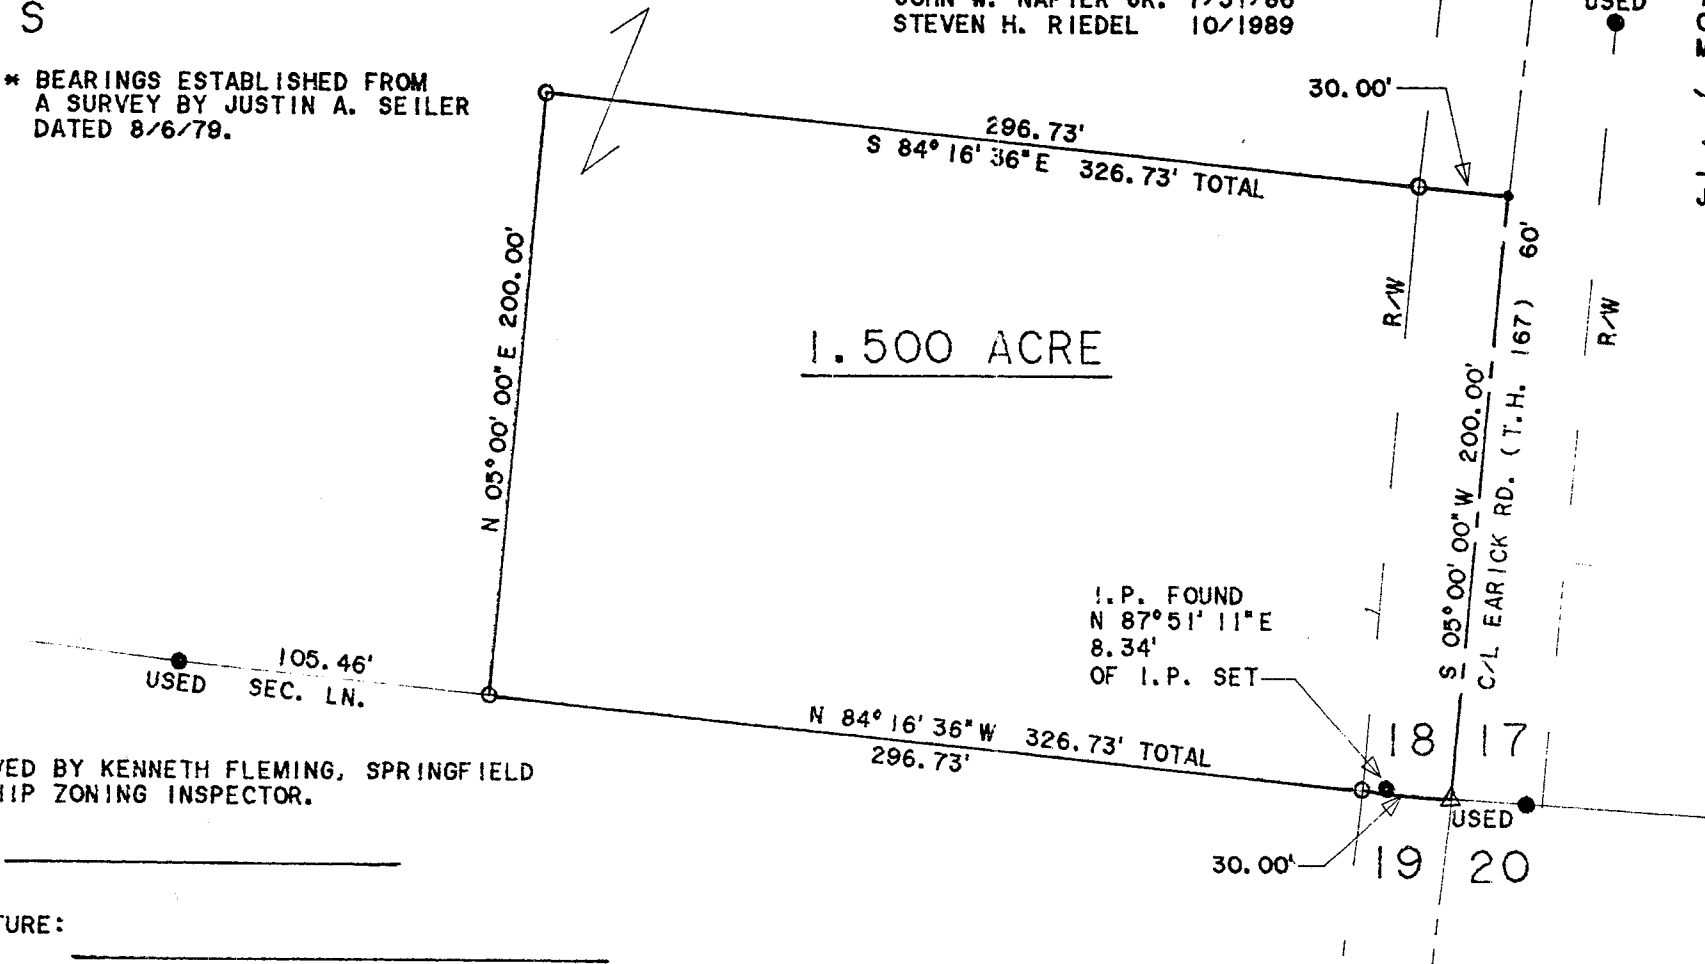 S
STEVEN H. RIEDEL 10/1989
USED
* BEARINGS ESTABLISHED FROM
A SURVEY BY JUSTIN A. SEILER
DATED 8/6/79.
30.00'
296.73'
S 84° 16' 36" E 326.73' TOTAL
60'
N 05° 00' 00" E 200.00'
R/W
R/W
1.500 ACRE
S 05° 00' 00" W 200.00'
C/L EARICK RD. (T.H. 167)
I.P. FOUND
N 87° 51' 11" E
8.34'
OF I.P. SET
105.46'
USED SEC. LN.
N 84° 16' 36" W 326.73' TOTAL
296.73'
18 17
USED
30.00'
19 20
VED BY KENNETH FLEMING, SPRINGFIELD
HIP ZONING INSPECTOR.
TURE: